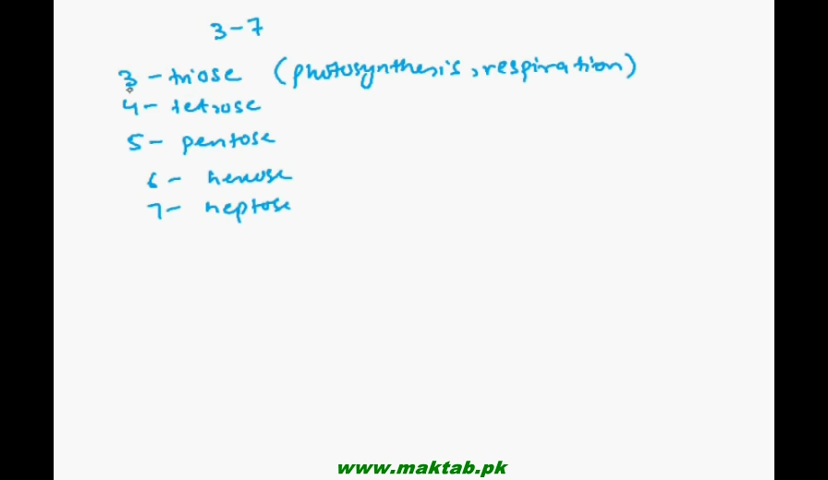 3-7
3 - triose (photosynthesis, respiration)
4 - tetrose
5 - pentose
6 - hexose
7 - heptose
www.maktab.pk